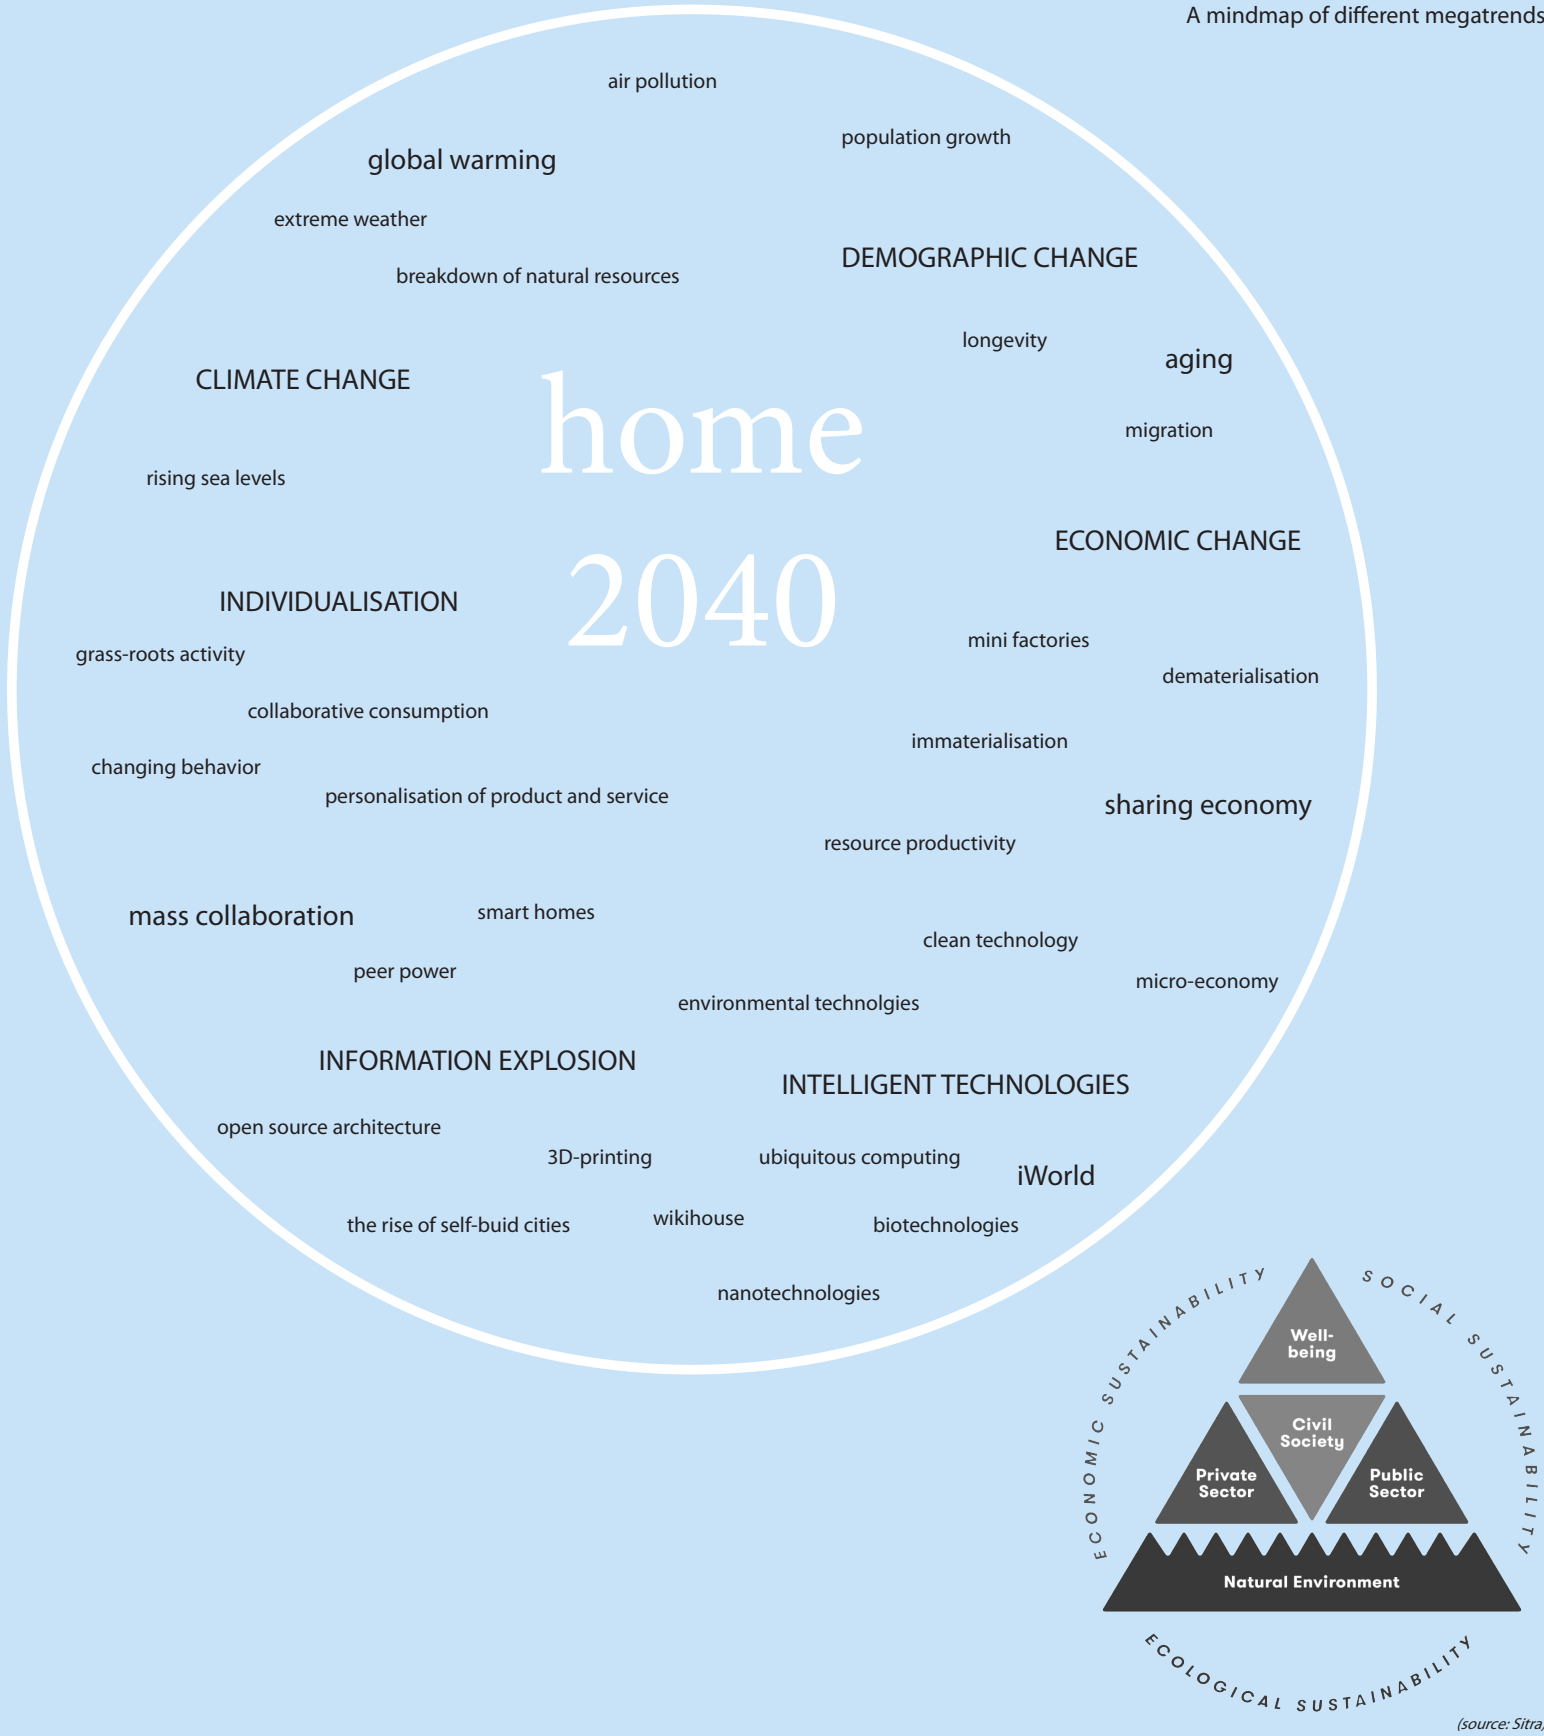 A mindmap of different megatrends
air pollution
population growth
global warming
extreme weather
DEMOGRAPHIC CHANGE
breakdown of natural resources
longevity
aging
CLIMATE CHANGE
home
migration
rising sea levels
ECONOMIC CHANGE
2040
INDIVIDUALISATION
mini factories
grass-roots activity
dematerialisation
collaborative consumption
immaterialisation
changing behavior
personalisation of product and service
sharing economy
resource productivity
mass collaboration
smart homes
clean technology
peer power
micro-economy
environmental technolgies
INFORMATION EXPLOSION
INTELLIGENT TECHNOLOGIES
open source architecture
3D-printing
ubiquitous computing
iWorld
the rise of self-buid cities
wikihouse
biotechnologies
nanotechnologies
ECONOMIC SUSTAINABILITY
SOCIAL SUSTAINABILITY
Well-
being
Civil
Society
Private
Sector
Public
Sector
Natural Environment
ECOLOGICAL SUSTAINABILITY
(source: Sitra)